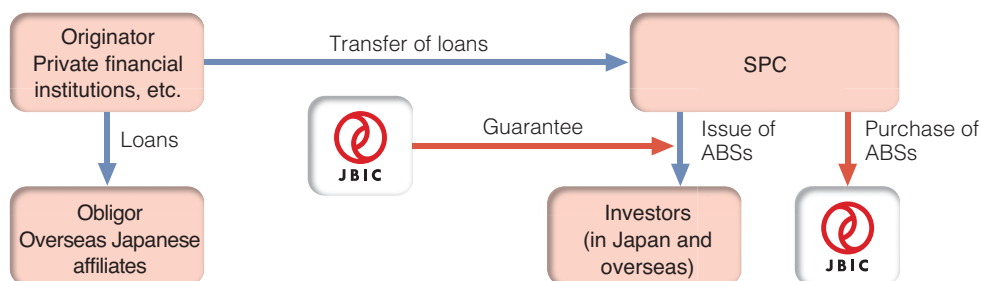 Originator
Private financial
institutions, etc.
Transfer of loans
SPC
Loans
JBIC
Guarantee
Issue of
ABSs
Purchase of
ABSs
Obligor
Overseas Japanese
affiliates
Investors
(in Japan and
overseas)
JBIC